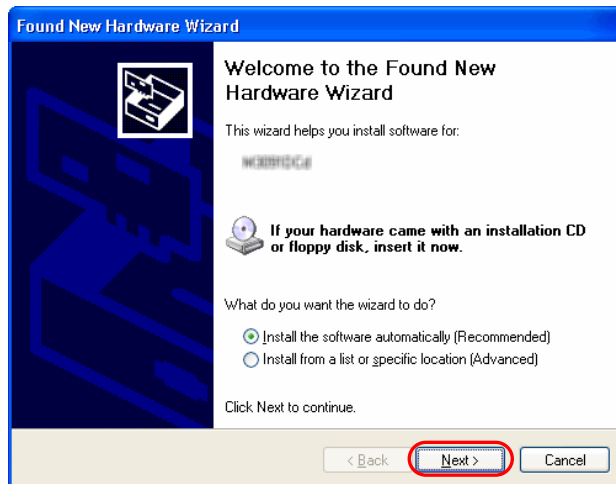 Found New Hardware Wizard
Welcome to the Found New
Hardware Wizard
This wizard helps you install software for:
If your hardware came with an installation CD
or floppy disk, insert it now.
What do you want the wizard to do?
Install the software automatically (Recommended)
Install from a list or specific location (Advanced)
Click Next to continue.
< Back
Next >
Cancel